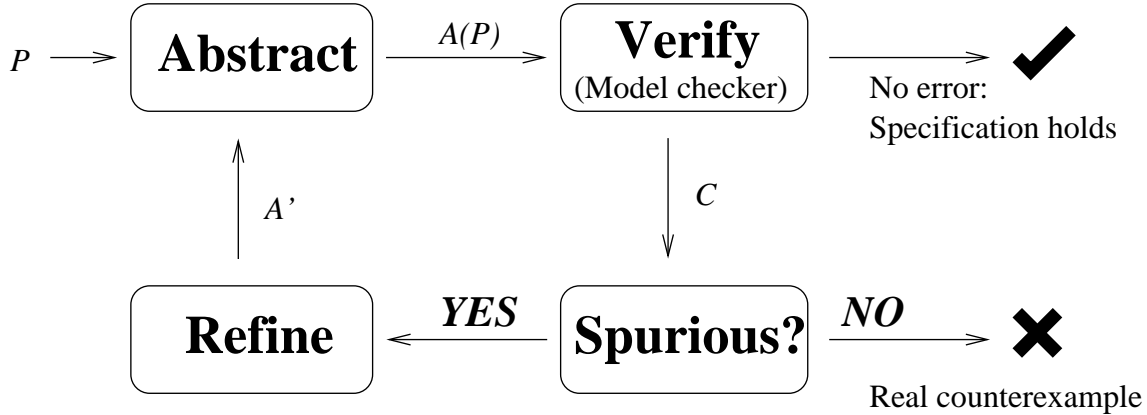 P
Abstract
A(P)
Verify
(Model checker)
No error:
Specification holds
A’
C
Refine
YES
Spurious?
NO
Real counterexample